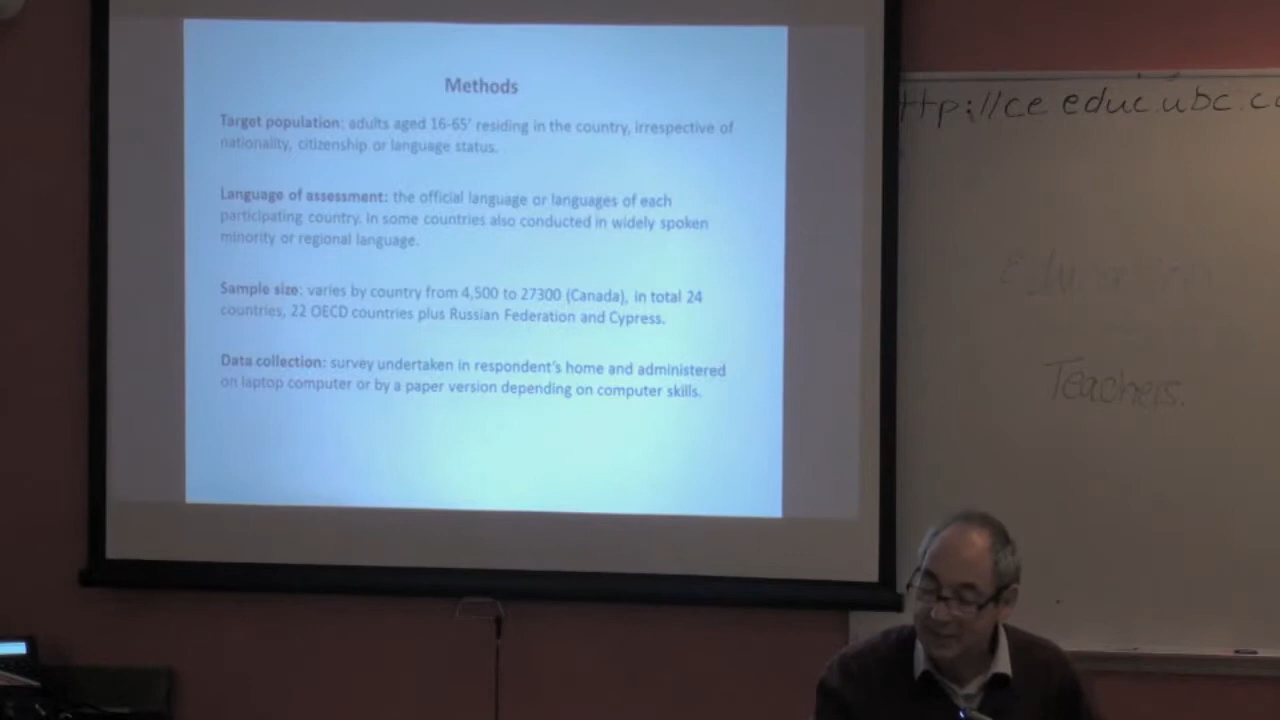 Methods
Target population: adults aged 16-65' residing in the country, irrespective of
nationality, citizenship or language status.
Language of assessment: the official language or languages of each
participating country. In some countries also conducted in widely spoken
minority or regional language.
Sample size: varies by country from 4,500 to 27300 (Canada), in total 24
countries, 22 OECD countries plus Russian Federation and Cypress.
Data collection: survey undertaken in respondent's home and administered
on laptop computer or by a paper version depending on computer skills.
ttp://ce educ.ubc.c
Teachers.